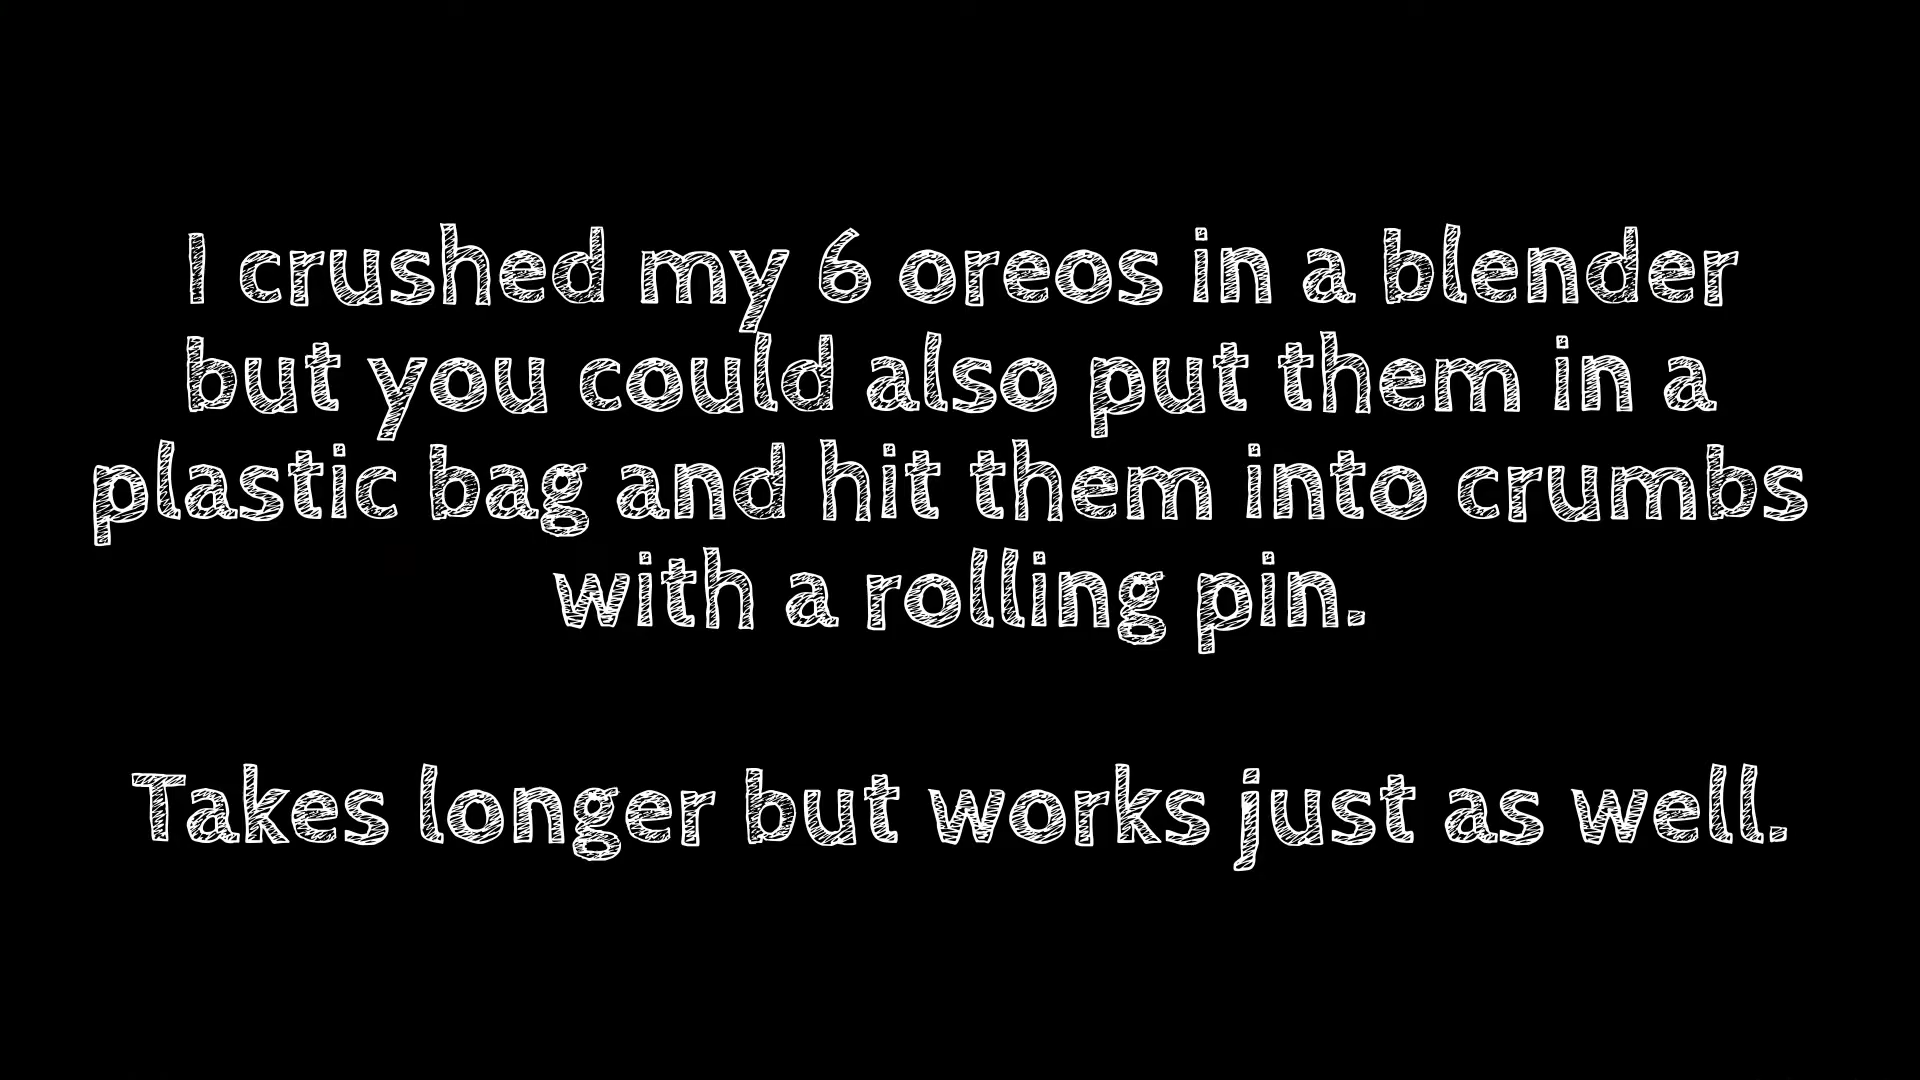 I crushed my 6 oreos in a blender
but you could also put them in a
plastic bag and hit them into crumbs
with a rolling pin.
Takes longer but works just as well.